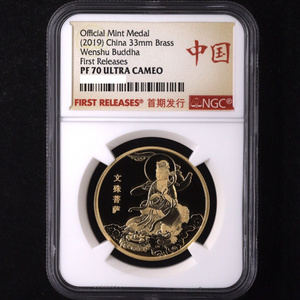 Official Mint Medal
(2019) China 33mm Brass
Wenshu Buddha
First Releases
PF 70 ULTRA CAMEO
中国
FIRST RELEASES 首期发行
NGC
文殊菩萨